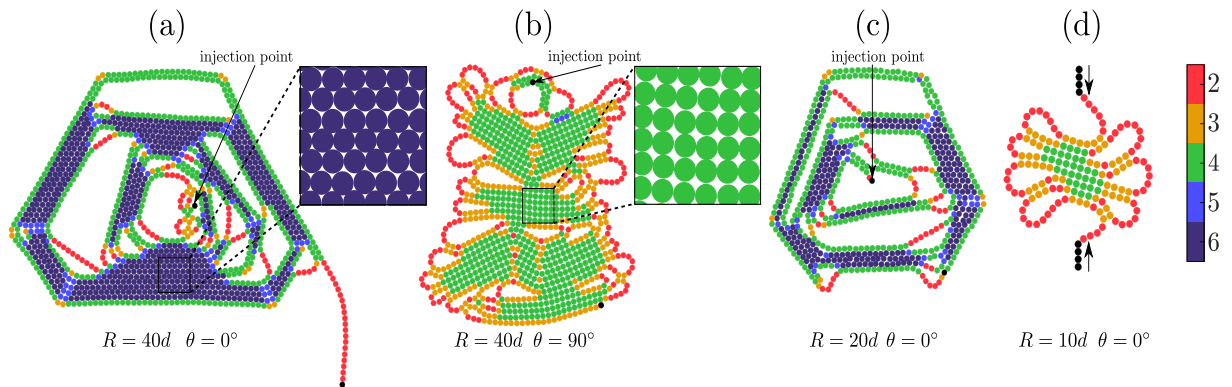 (a)
(b)
(c)
(d)
injection point
injection point
injection point
2
3
4
5
6
R = 40d θ = 0°
R = 40d θ = 90°
R = 20d θ = 0°
R = 10d θ = 0°